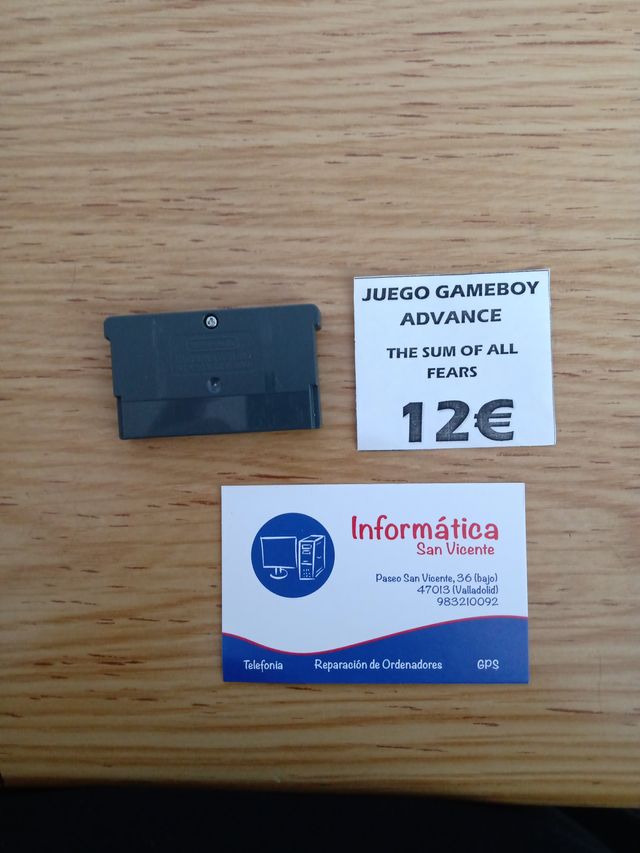 JUEGO GAMEBOY
ADVANCE
THE SUM OF ALL
FEARS
12€
Informática
San Vicente
Paseo San Vicente, 36 (bajo)
47013 (Valladolid)
983210092
Telefonia Reparación de Ordenadores GPS